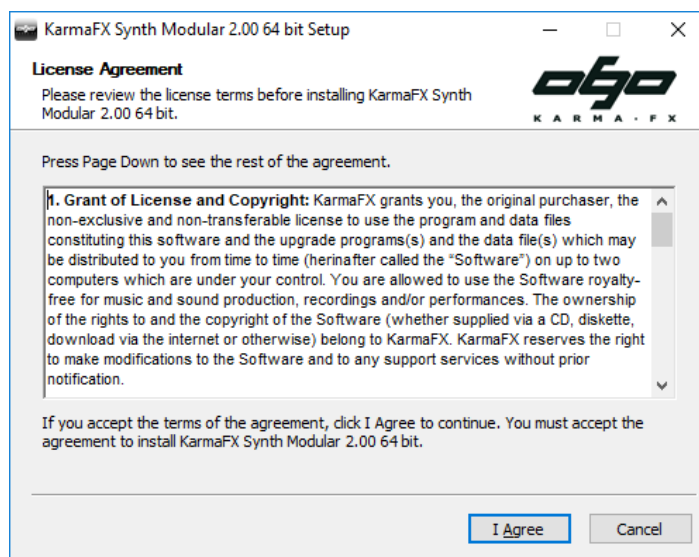 KarmaFX Synth Modular 2.00 64 bit Setup
License Agreement
Please review the license terms before installing KarmaFX Synth
Modular 2.00 64 bit.
KARMA·FX
Press Page Down to see the rest of the agreement.
1. Grant of License and Copyright: KarmaFX grants you, the original purchaser, the
non-exclusive and non-transferable license to use the program and data files
constituting this software and the upgrade programs(s) and the data file(s) which may
be distributed to you from time to time (herinafter called the “Software”) on up to two
computers which are under your control. You are allowed to use the Software royalty-
free for music and sound production, recordings and/or performances. The ownership
of the rights to and the copyright of the Software (whether supplied via a CD, diskette,
download via the internet or otherwise) belong to KarmaFX. KarmaFX reserves the right
to make modifications to the Software and to any support services without prior
notification.
If you accept the terms of the agreement, click I Agree to continue. You must accept the
agreement to install KarmaFX Synth Modular 2.00 64 bit.
I Agree
Cancel